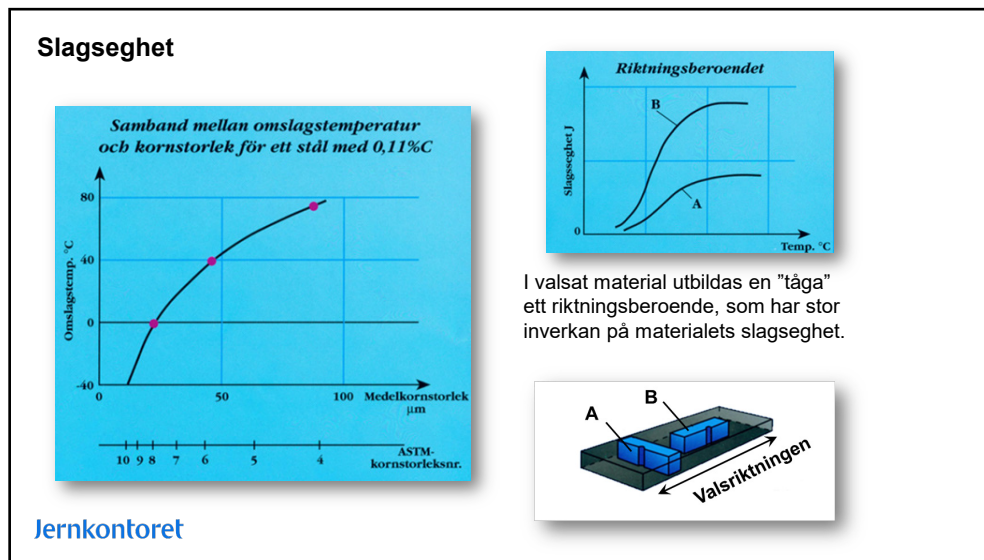 Slagseghet
Samband mellan omslagstemperatur
och kornstorlek för ett stål med 0,11%C
80
40
0
-40
Omslagstemp. °C
0
50
100
Medelkornstorlek
µm
10 9 8 7 6 5 4
ASTM-
kornstorleksnr.
Riktningsberoendet
B
A
Slagsseghet J
0
Temp. °C
I valsat material utbildas en ”tåga”
ett riktningsberoende, som har stor
inverkan på materialets slagseghet.
A
B
Valsriktningen
Jernkontoret